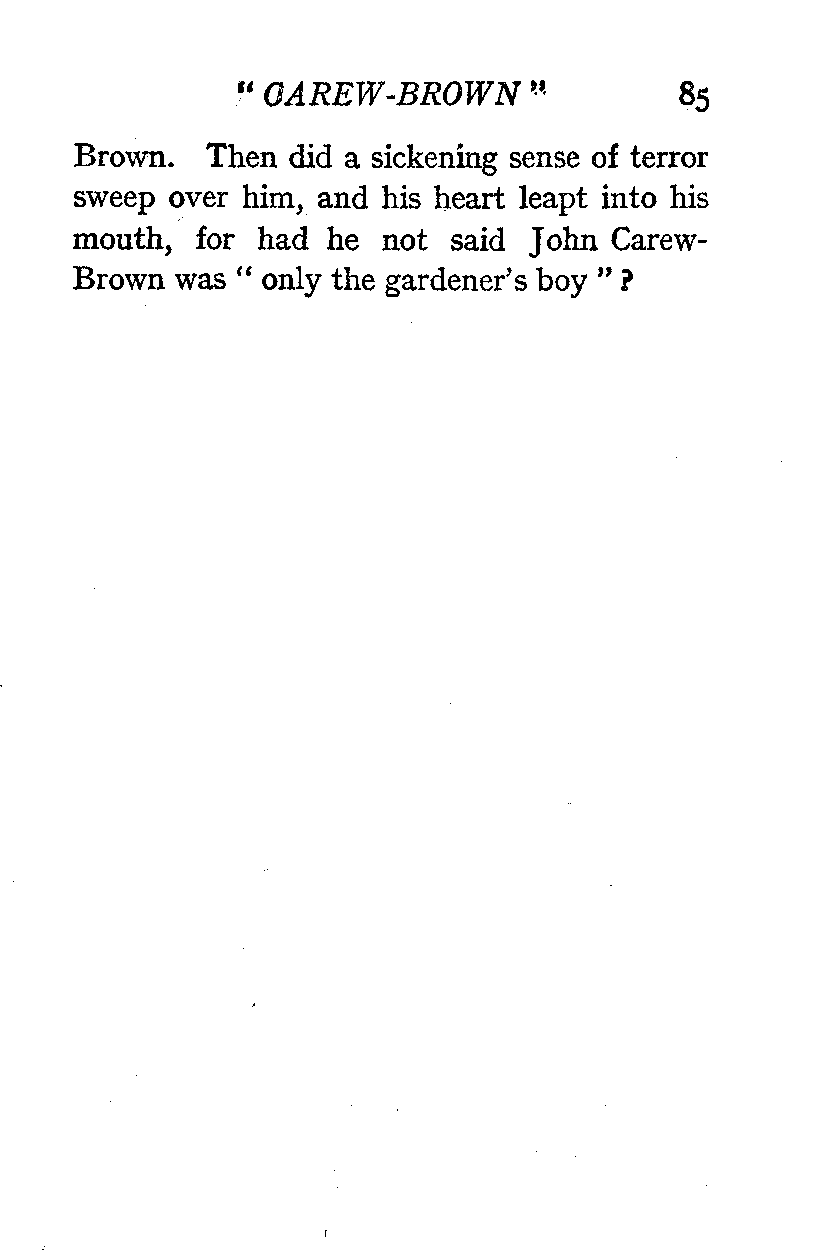 " CAREW-BROWN " 85
Brown. Then did a sickening sense of terror
sweep over him, and his heart leapt into his
mouth, for had he not said John Carew-
Brown was " only the gardener's boy " ?